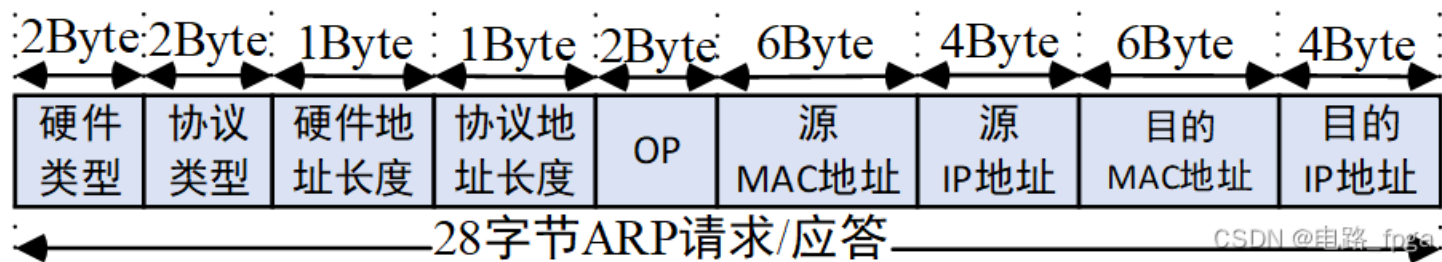 2Byte 2Byte 1Byte 1Byte 2Byte 6Byte 4Byte 6Byte 4Byte
硬件类型
协议类型
硬件地址长度
协议地址长度
OP
源MAC地址
源IP地址
目的MAC地址
目的IP地址
28字节ARP请求/应答
CSDN @电路_fpga